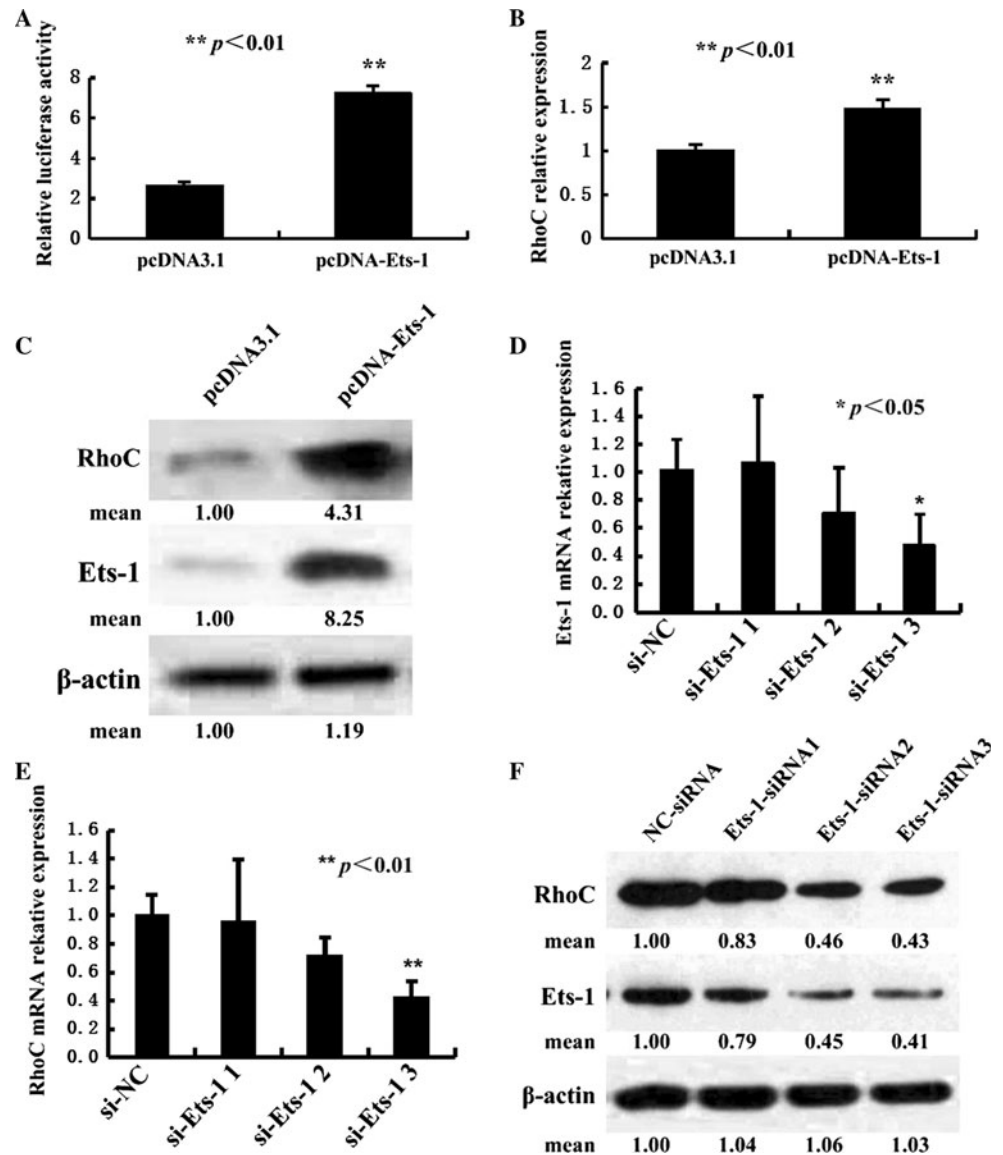 A
** p<0.01
**
Relative luciferase activity
8
6
4
2
0
pcDNA3.1 pcDNA-Ets-1
B
** p<0.01
**
RhoC relative expression
2
1.5
1
0.5
0
pcDNA3.1 pcDNA-Ets-1
C
pcDNA3.1 pcDNA-Ets-1
RhoC
mean 1.00 4.31
Ets-1
mean 1.00 8.25
β-actin
mean 1.00 1.19
D
* p<0.05
*
Ets-1 mRNA rekative expression
1.6
1.4
1.2
1.0
0.8
0.6
0.4
0.2
0.0
si-NC si-Ets-1 1 si-Ets-1 2 si-Ets-1 3
E
** p<0.01
**
RhoC mRNA rekative expression
1.6
1.4
1.2
1.0
0.8
0.6
0.4
0.2
0.0
si-NC si-Ets-1 1 si-Ets-1 2 si-Ets-1 3
F
NC-siRNA Ets-1-siRNA1 Ets-1-siRNA2 Ets-1-siRNA3
RhoC
mean 1.00 0.83 0.46 0.43
Ets-1
mean 1.00 0.79 0.45 0.41
β-actin
mean 1.00 1.04 1.06 1.03